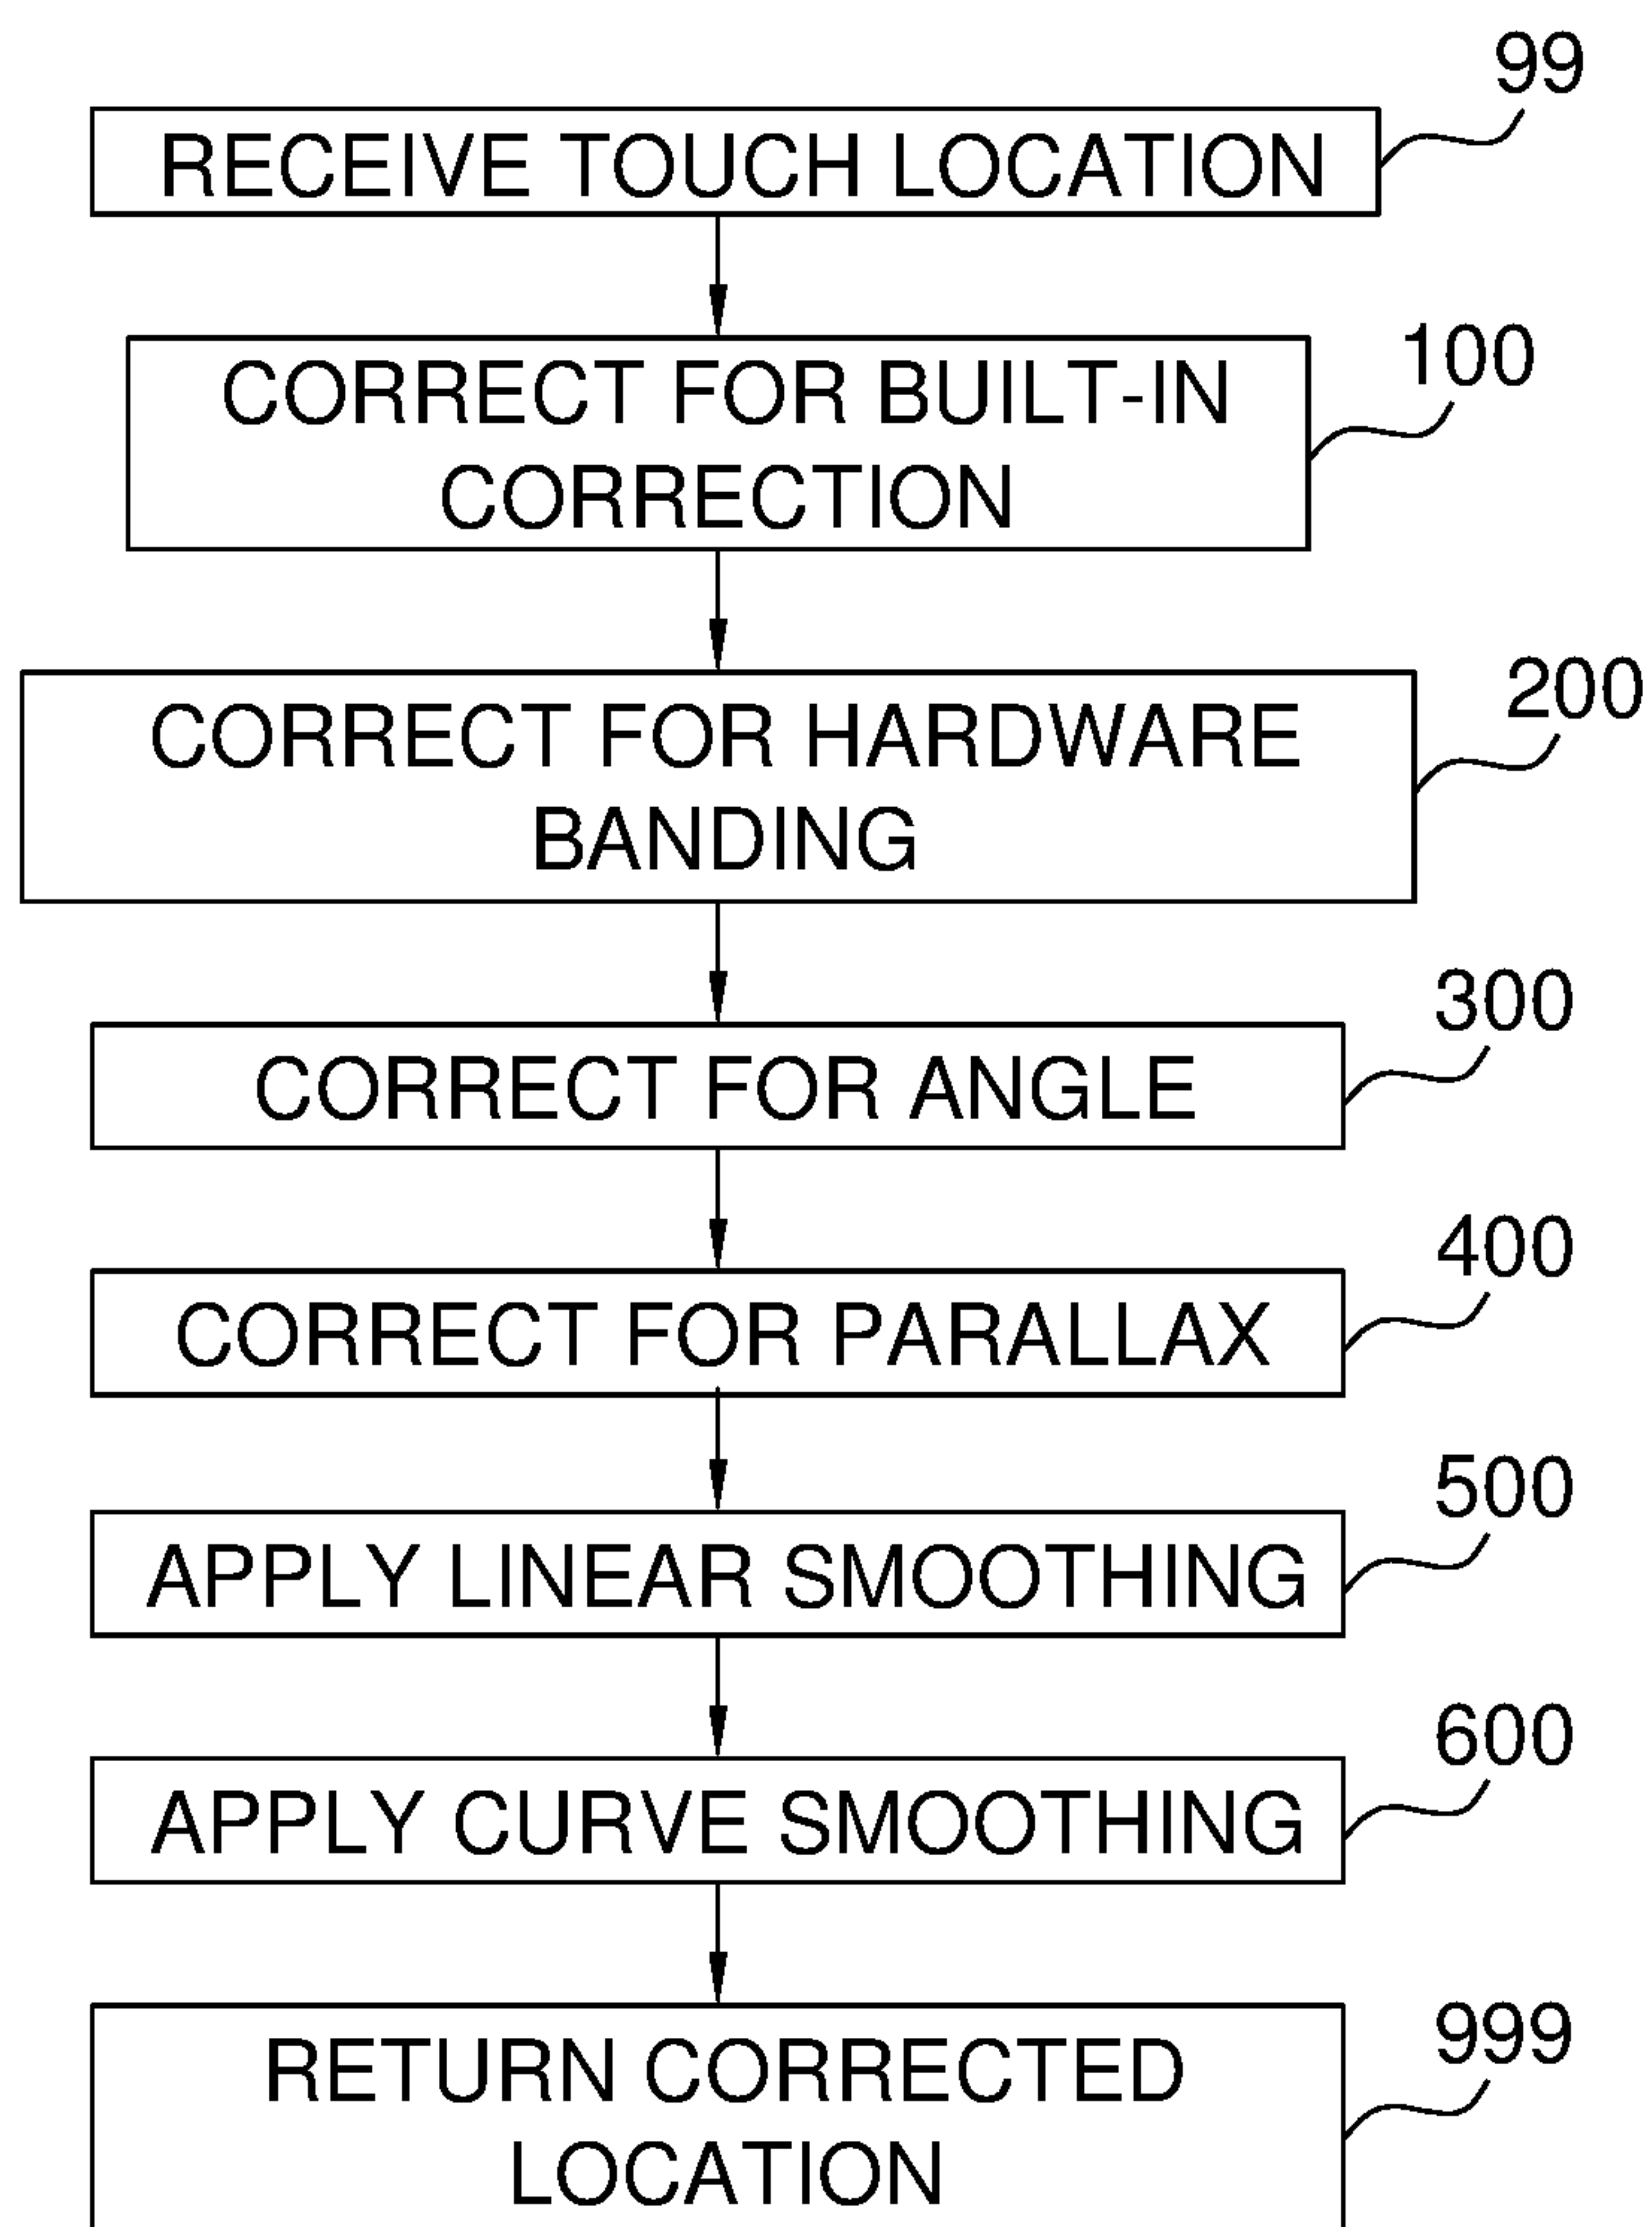 99
RECEIVE TOUCH LOCATION
100
CORRECT FOR BUILT-IN
CORRECTION
200
CORRECT FOR HARDWARE
BANDING
300
CORRECT FOR ANGLE
400
CORRECT FOR PARALLAX
500
APPLY LINEAR SMOOTHING
600
APPLY CURVE SMOOTHING
999
RETURN CORRECTED
LOCATION